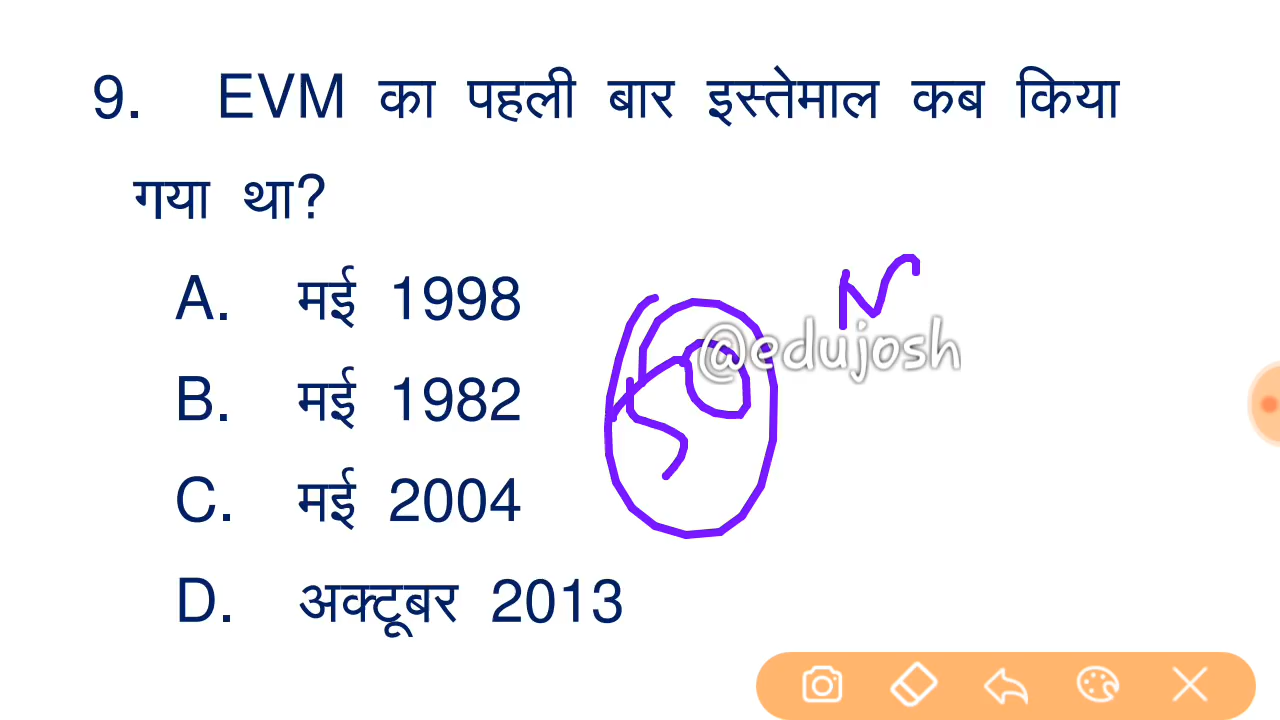 9. EVM का पहली बार इस्तेमाल कब किया
गया था?
A. मई 1998
@edujosh
B. मई 1982
C. मई 2004
D. अक्टूबर 2013